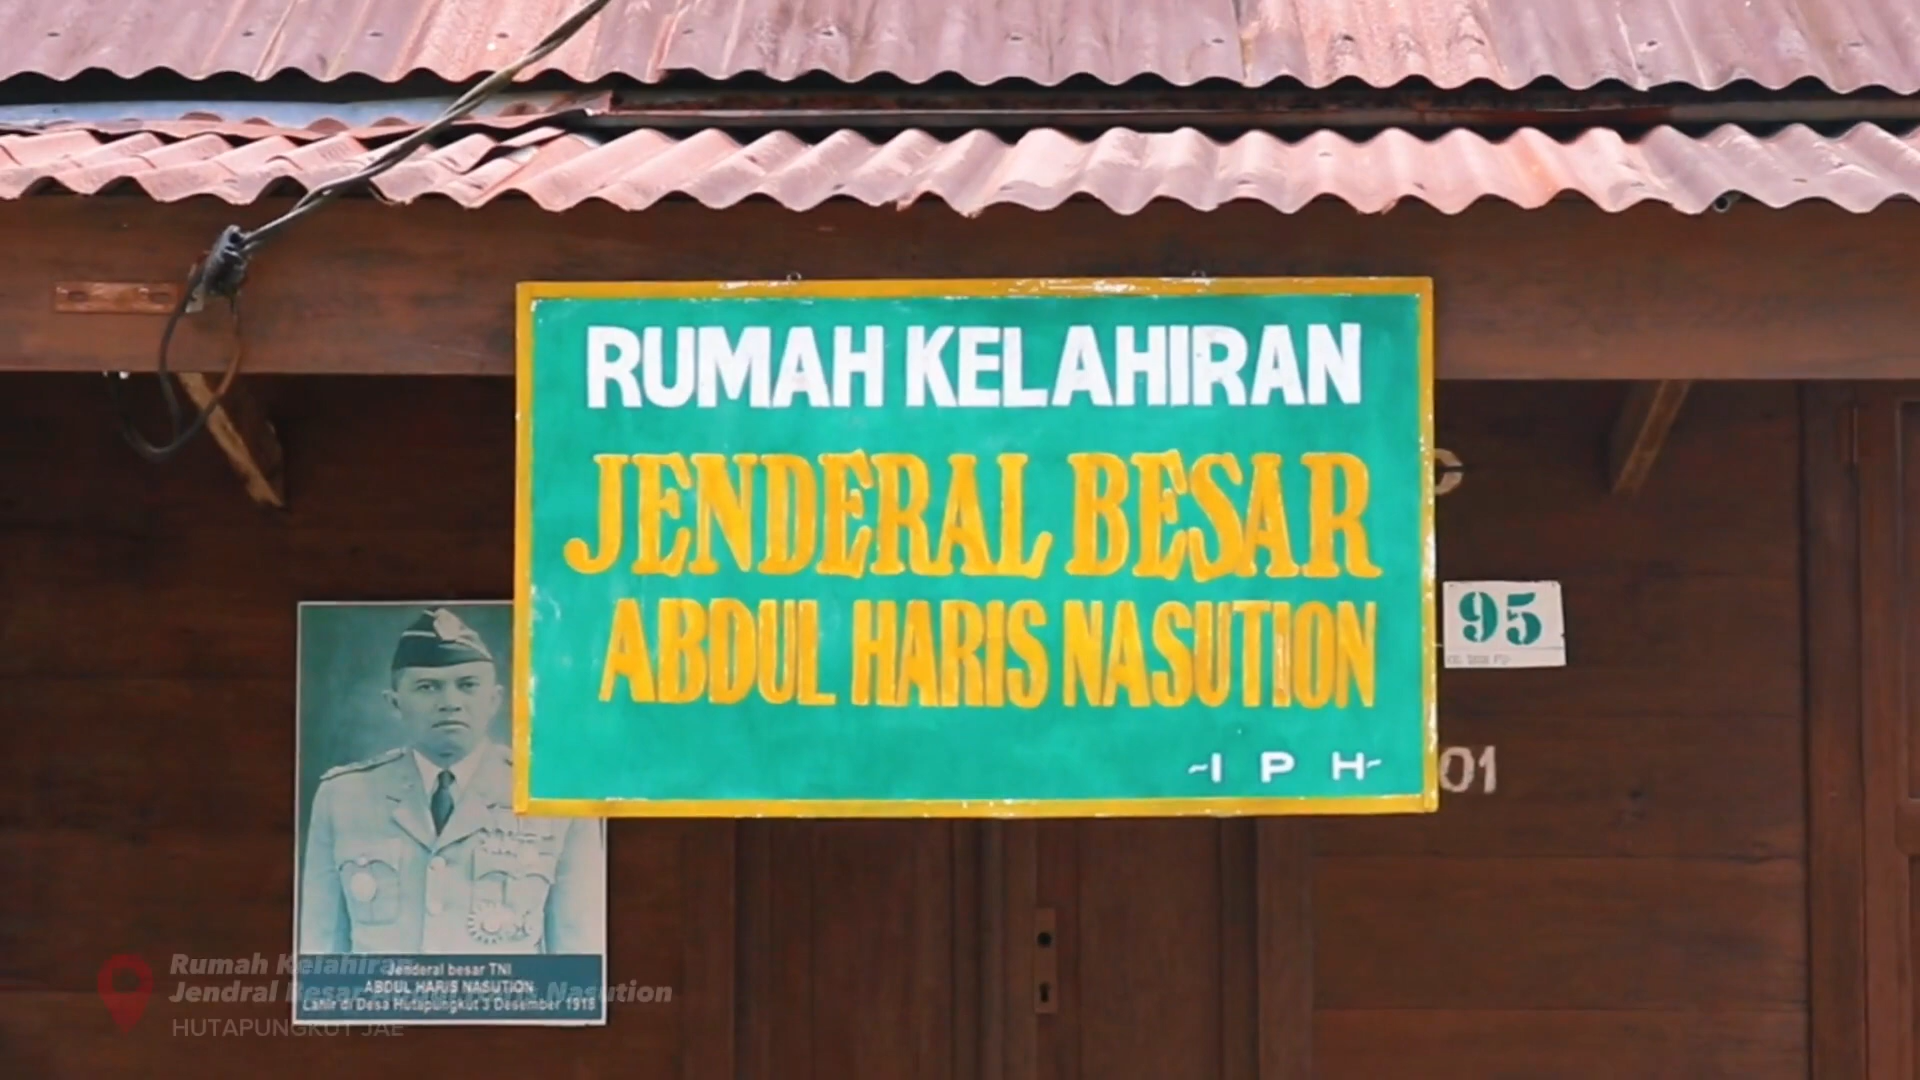 RUMAH KELAHIRAN
JENDERAL BESAR
ABDUL HARIS NASUTION
~I P H~
95
01
Jenderal besar TNI
ABDUL HARIS NASUTION
Lahir di Desa Hutapungkut 3 Desember 1918
Rumah Kelahiran
Jendral Besar Nasution
HUTAPUNGKUT JAE